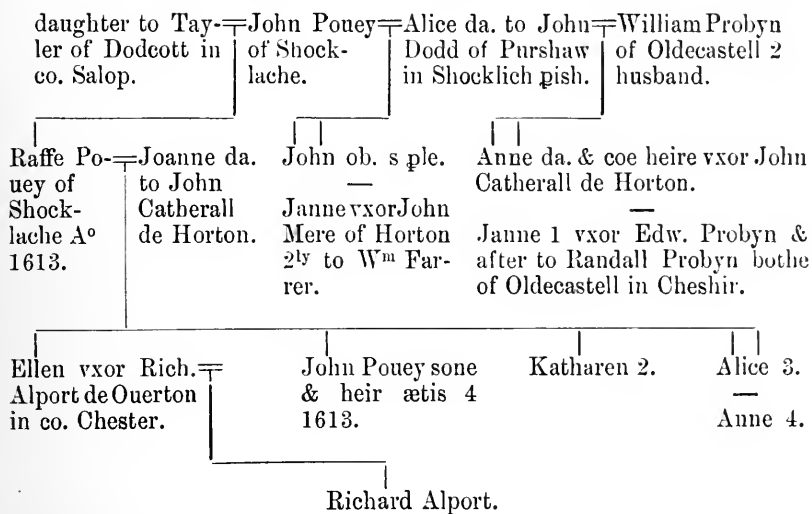 daughter to Tay-
ler of Dodcott in
co. Salop.
John Pouey
of Shock-
lache.
Alice da. to John
Dodd of Purshaw
in Shocklich pish.
William Probyn
of Oldecastell 2
husband.
Raffe Po-
uey of
Shock-
lache Aº
1613.
Joanne da.
to John
Catherall
de Horton.
John ob. s ple.
—
Janne vxor John
Mere of Horton
2ly to Wm Far-
rer.
Anne da. & coe heire vxor John
Catherall de Horton.
—
Janne 1 vxor Edw. Probyn &
after to Randall Probyn bothe
of Oldecastell in Cheshir.
Ellen vxor Rich.
Alport de Ouerton
in co. Chester.
John Pouey sone
& heir ætis 4
1613.
Katharen 2.
Alice 3.
—
Anne 4.
Richard Alport.